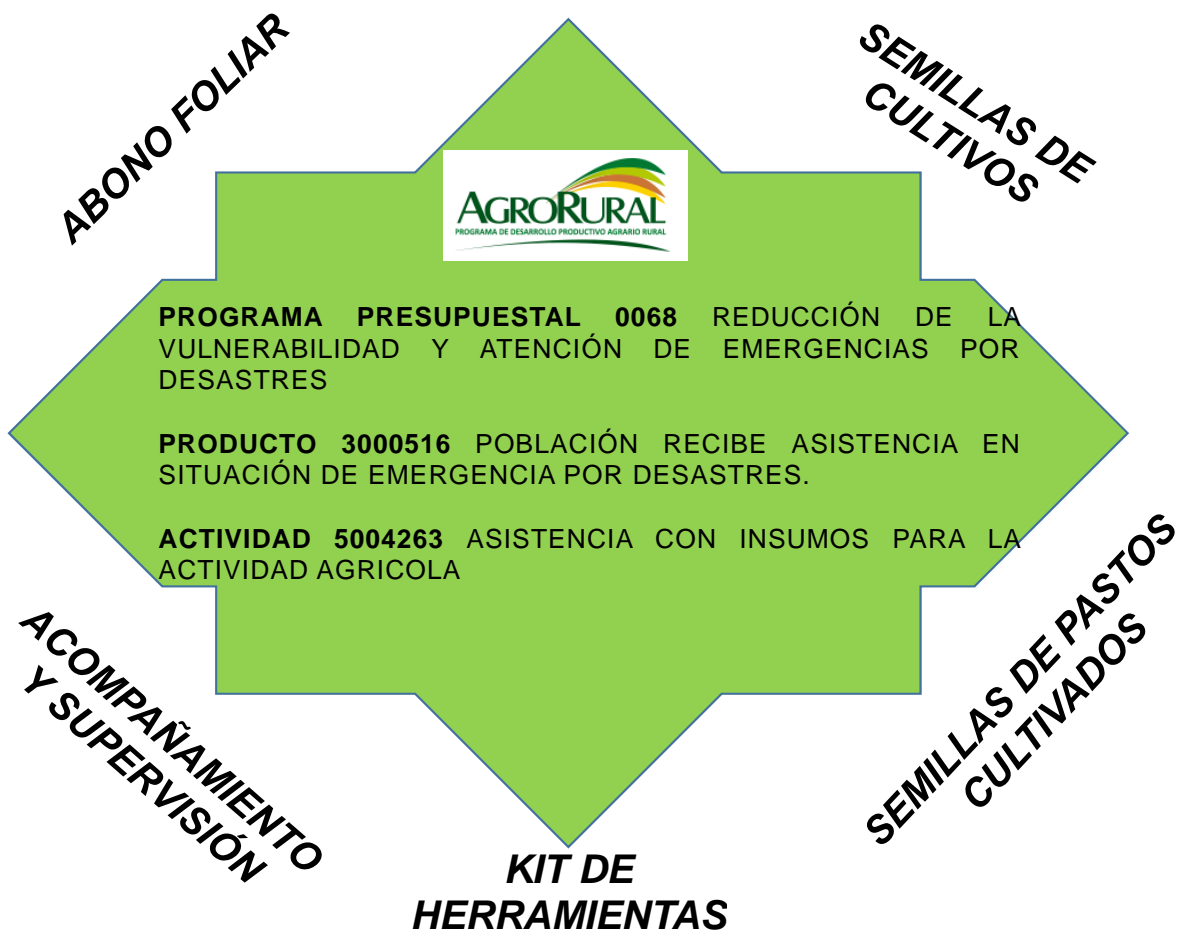 ABONO FOLIAR
SEMILLAS DE
CULTIVOS
AGRORURAL
PROGRAMA DE DESARROLLO PRODUCTIVO AGRARIO RURAL
PROGRAMA PRESUPUESTAL 0068 REDUCCIÓN DE LA
VULNERABILIDAD Y ATENCIÓN DE EMERGENCIAS POR
DESASTRES
PRODUCTO 3000516 POBLACIÓN RECIBE ASISTENCIA EN
SITUACIÓN DE EMERGENCIA POR DESASTRES.
ACTIVIDAD 5004263 ASISTENCIA CON INSUMOS PARA LA
ACTIVIDAD AGRICOLA
ACOMPAÑAMIENTO
Y SUPERVISIÓN
SEMILLAS DE PASTOS
CULTIVADOS
KIT DE
HERRAMIENTAS